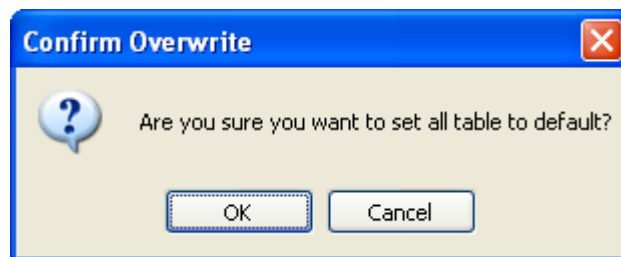 Confirm Overwrite
Are you sure you want to set all table to default?
OK
Cancel